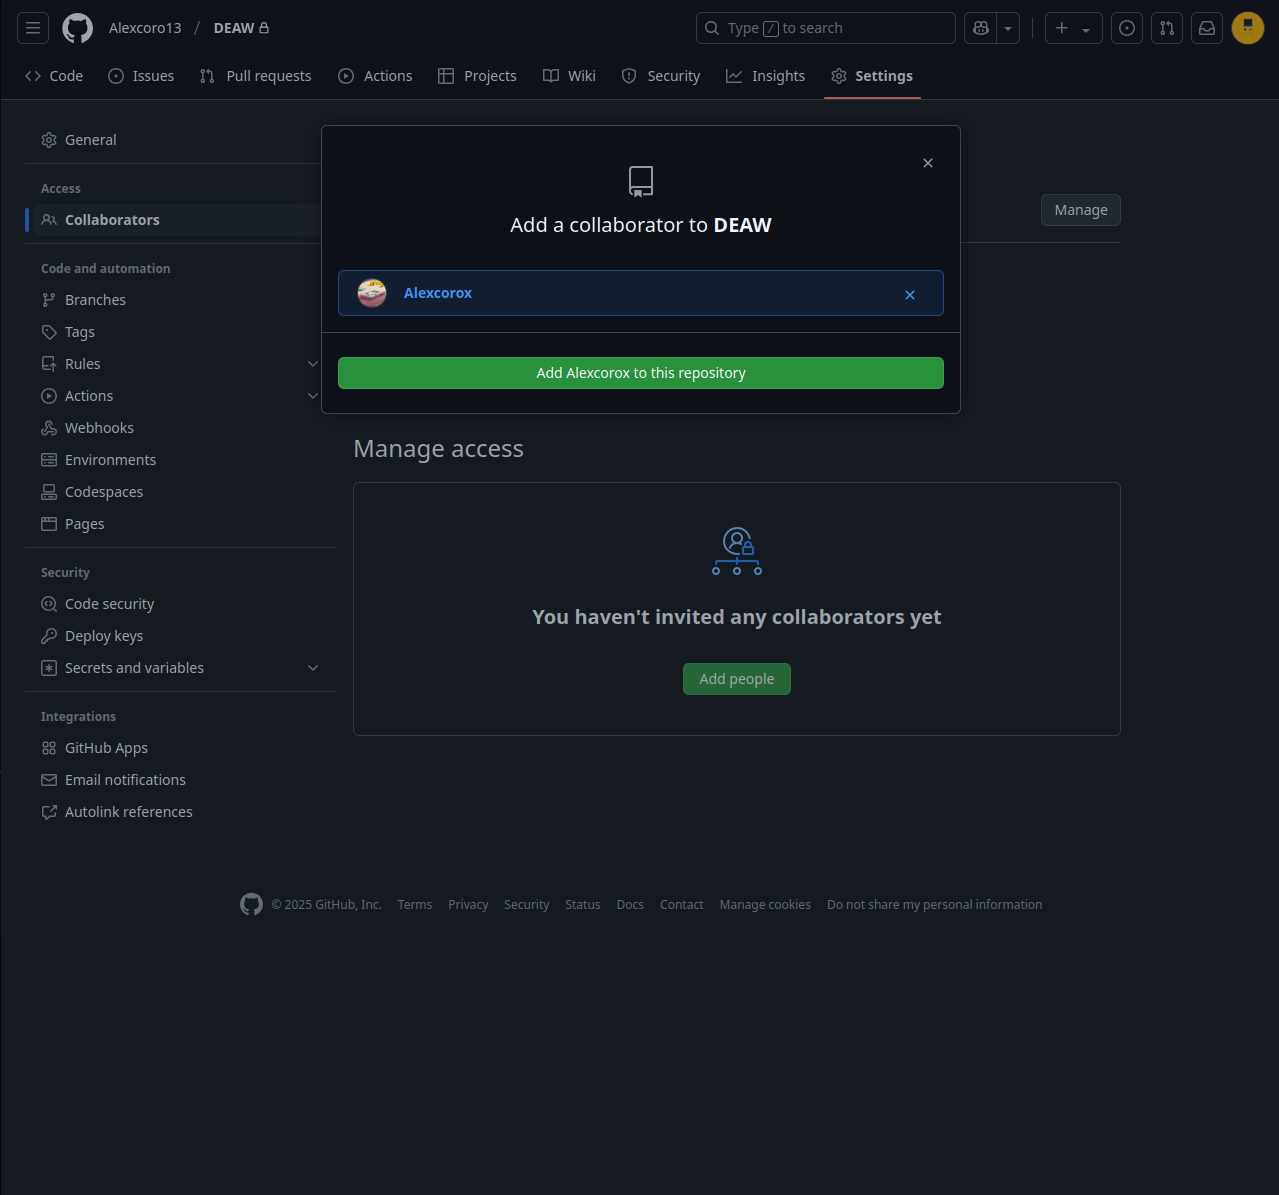 Alexcoro13 / DEAW
Type / to search
Code Issues Pull requests Actions Projects Wiki Security Insights Settings
General
Access
Collaborators
Code and automation
Branches
Tags
Rules
Actions
Webhooks
Environments
Codespaces
Pages
Security
Code security
Deploy keys
Secrets and variables
Integrations
GitHub Apps
Email notifications
Autolink references
Add a collaborator to DEAW
Alexcorox
Add Alexcorox to this repository
Manage
Manage access
You haven't invited any collaborators yet
Add people
© 2025 GitHub, Inc. Terms Privacy Security Status Docs Contact Manage cookies Do not share my personal information